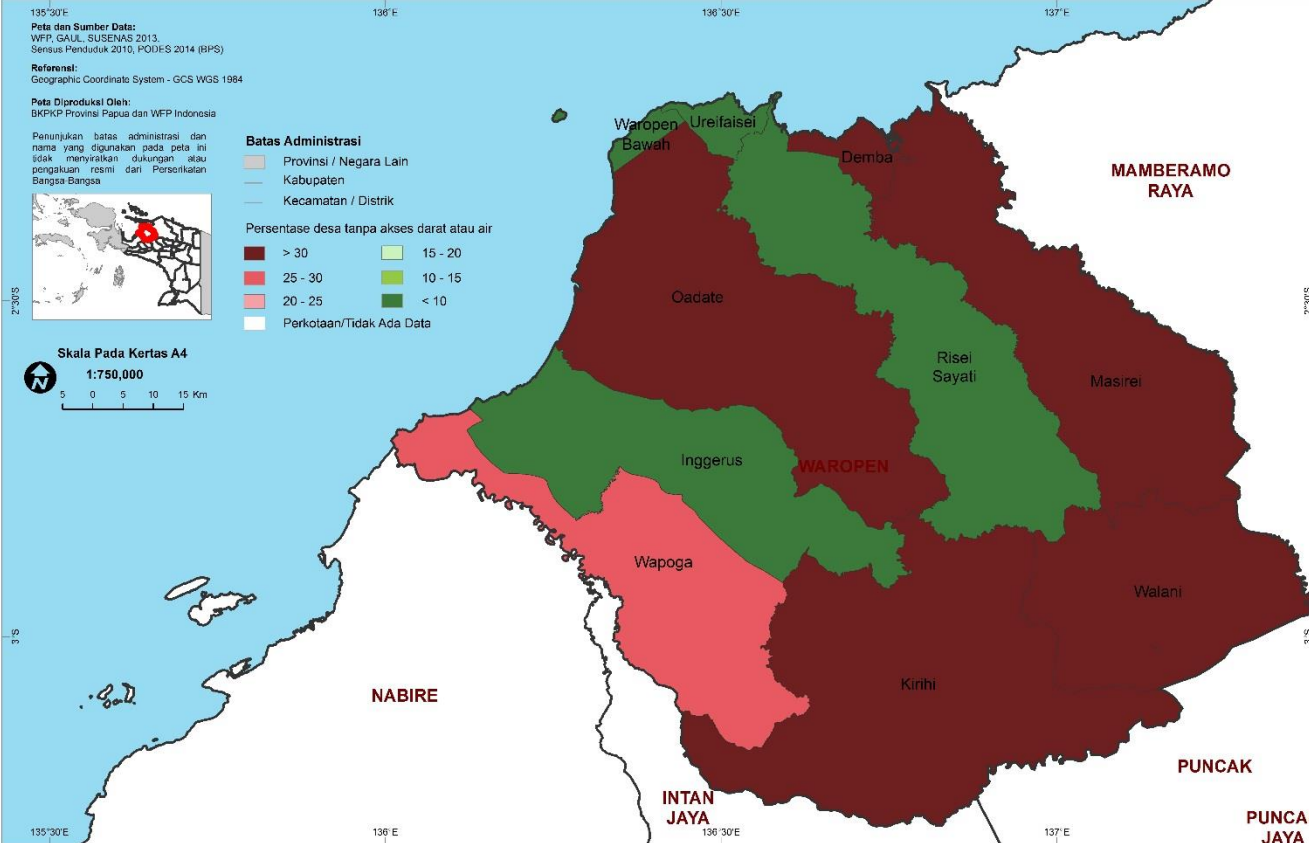 135°30'E
136°E
136°30'E
137°E
Peta dan Sumber Data:
WFP, GAUL, SUSENAS 2013.
Sensus Penduduk 2010, PODES 2014 (BPS)
Referensi:
Geographic Coordinate System - GCS WGS 1984
Peta Diproduksi Oleh:
BKPKP Provinsi Papua dan WFP Indonesia
Penunjukan batas administrasi dan
nama yang digunakan pada peta ini
tidak menyiratkan dukungan atau
pengakuan resmi dari Perserikatan
Bangsa-Bangsa
Batas Administrasi
Provinsi / Negara Lain
Kabupaten
Kecamatan / Distrik
Persentase desa tanpa akses darat atau air
> 30
15 - 20
25 - 30
10 - 15
20 - 25
< 10
Perkotaan/Tidak Ada Data
Skala Pada Kertas A4
1:750,000
N
5 0 5 10 15 Km
Waropen
Bawah
Ureifaisei
Demba
MAMBERAMO
RAYA
2°30'S
Oadate
2°30'S
Risei
Sayati
Masirei
Inggerus
WAROPEN
Wapoga
Walani
3°S
3°S
Kirihi
NABIRE
PUNCAK
INTAN
JAYA
PUNCA
JAYA
135°30'E
136°E
136°30'E
137°E